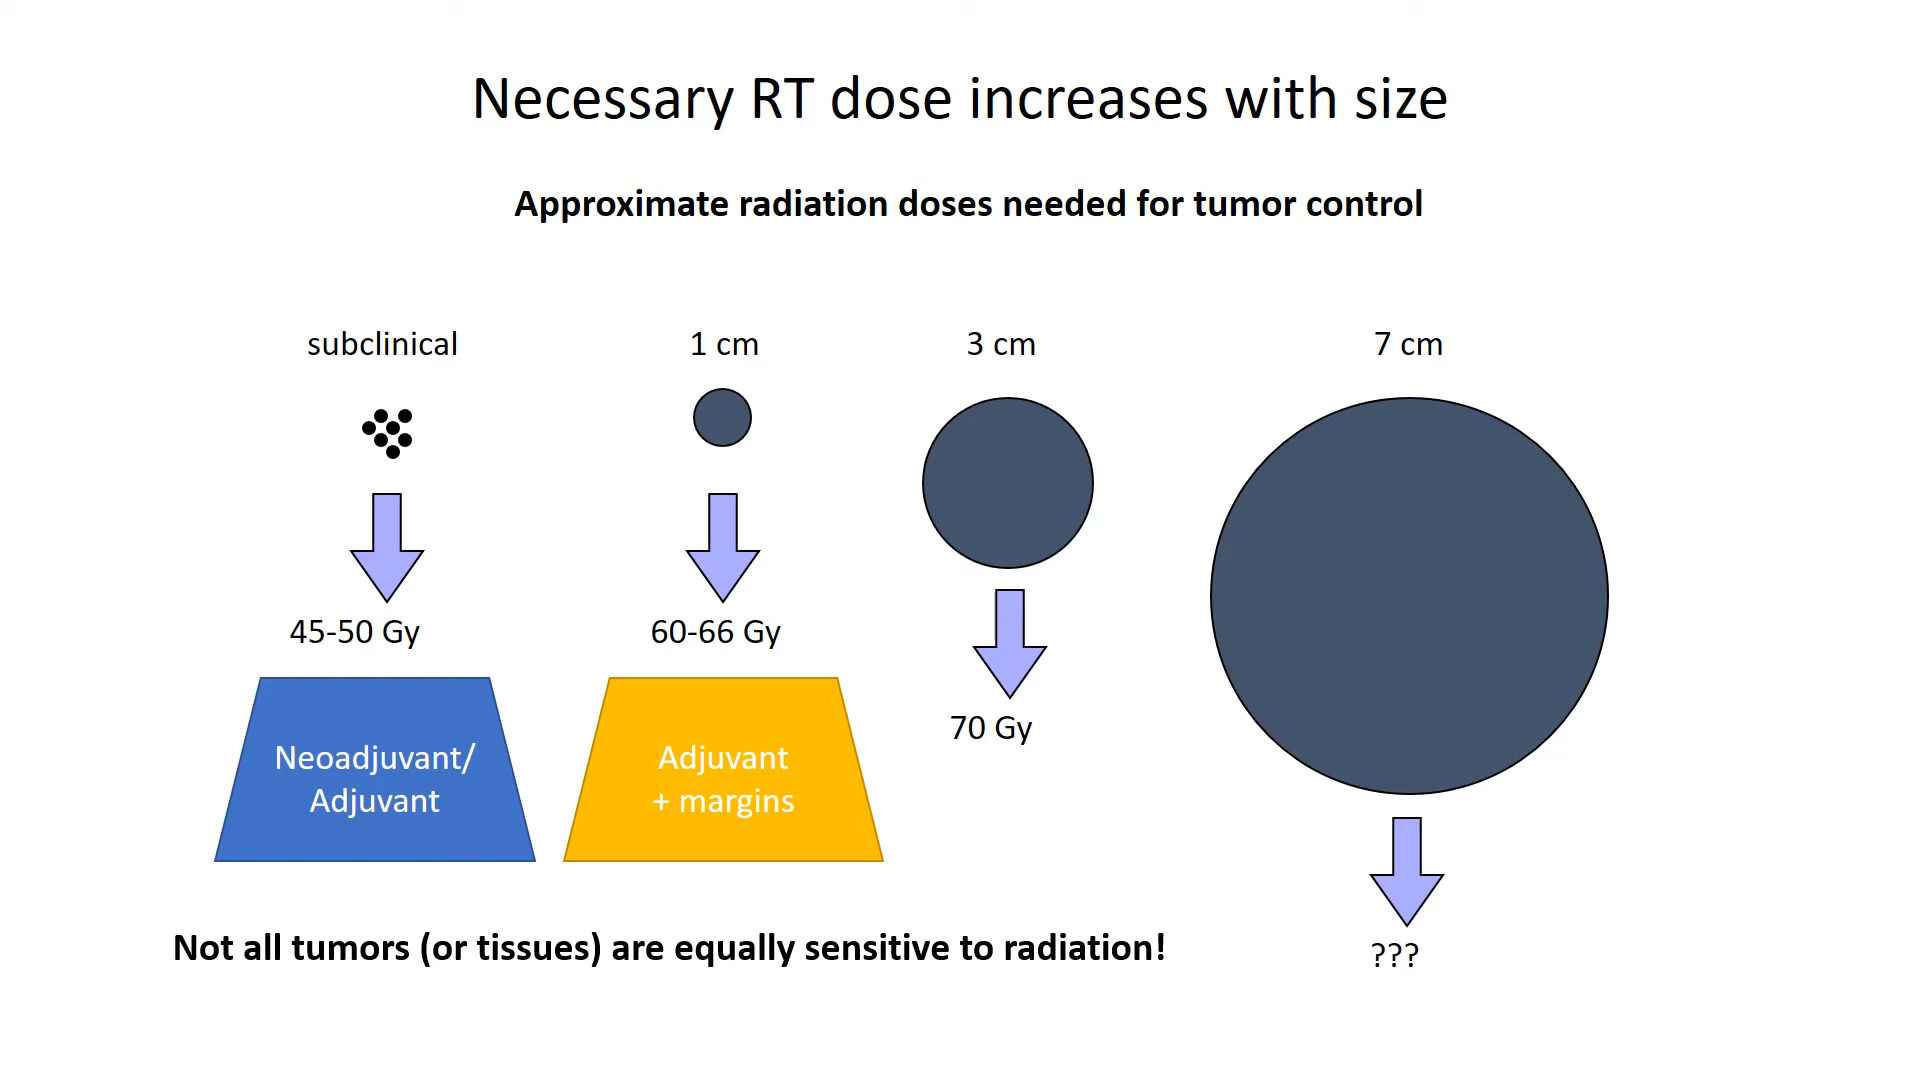 Necessary RT dose increases with size
Approximate radiation doses needed for tumor control
subclinical
1 cm
3 cm
7 cm
45-50 Gy
60-66 Gy
70 Gy
Neoadjuvant/
Adjuvant
Adjuvant
+ margins
Not all tumors (or tissues) are equally sensitive to radiation!
???